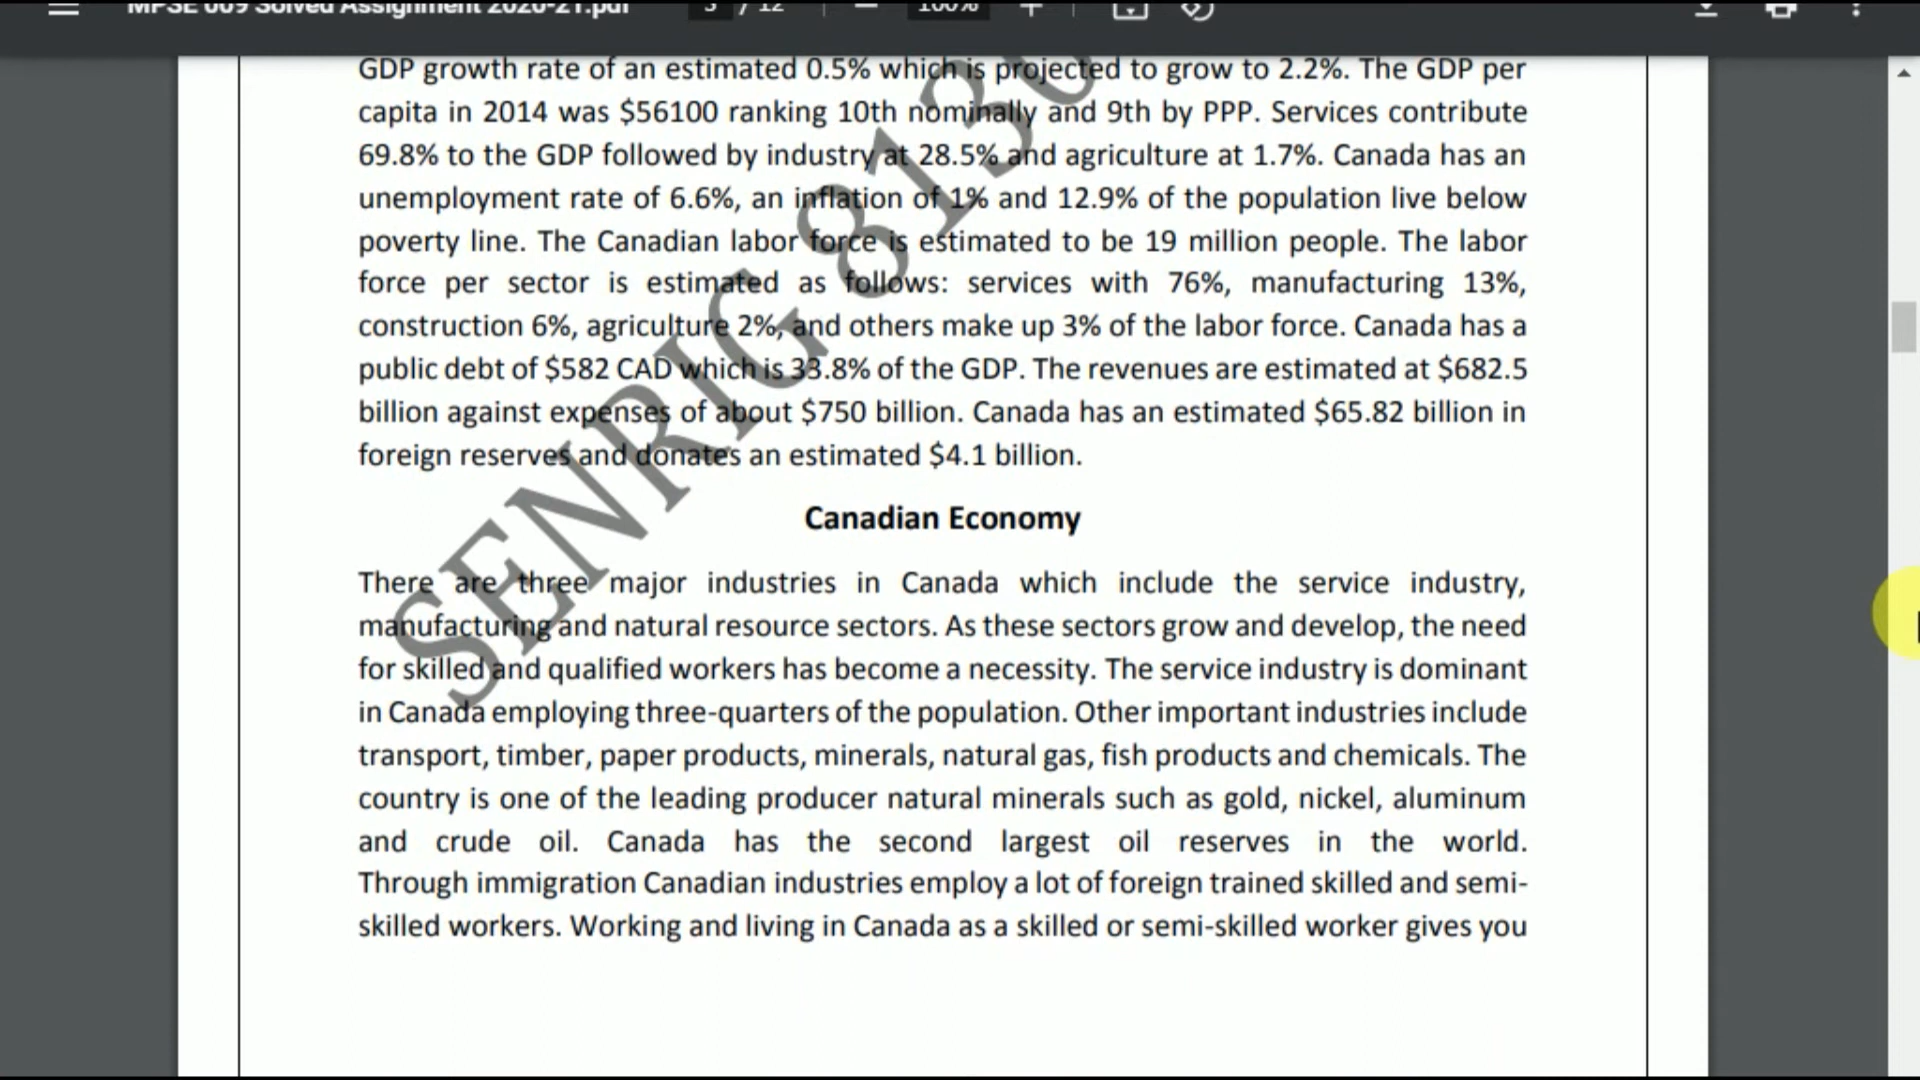 MPSE 009 Solved Assignment 2020-21.pdf
3 / 12
100%
GDP growth rate of an estimated 0.5% which is projected to grow to 2.2%. The GDP per
capita in 2014 was $56100 ranking 10th nominally and 9th by PPP. Services contribute
69.8% to the GDP followed by industry at 28.5% and agriculture at 1.7%. Canada has an
unemployment rate of 6.6%, an inflation of 1% and 12.9% of the population live below
poverty line. The Canadian labor force is estimated to be 19 million people. The labor
force per sector is estimated as follows: services with 76%, manufacturing 13%,
construction 6%, agriculture 2%, and others make up 3% of the labor force. Canada has a
public debt of $582 CAD which is 33.8% of the GDP. The revenues are estimated at $682.5
billion against expenses of about $750 billion. Canada has an estimated $65.82 billion in
foreign reserves and donates an estimated $4.1 billion.
Canadian Economy
There are three major industries in Canada which include the service industry,
manufacturing and natural resource sectors. As these sectors grow and develop, the need
for skilled and qualified workers has become a necessity. The service industry is dominant
in Canada employing three-quarters of the population. Other important industries include
transport, timber, paper products, minerals, natural gas, fish products and chemicals. The
country is one of the leading producer natural minerals such as gold, nickel, aluminum
and crude oil. Canada has the second largest oil reserves in the world.
Through immigration Canadian industries employ a lot of foreign trained skilled and semi-
skilled workers. Working and living in Canada as a skilled or semi-skilled worker gives you
SENRIG 8130